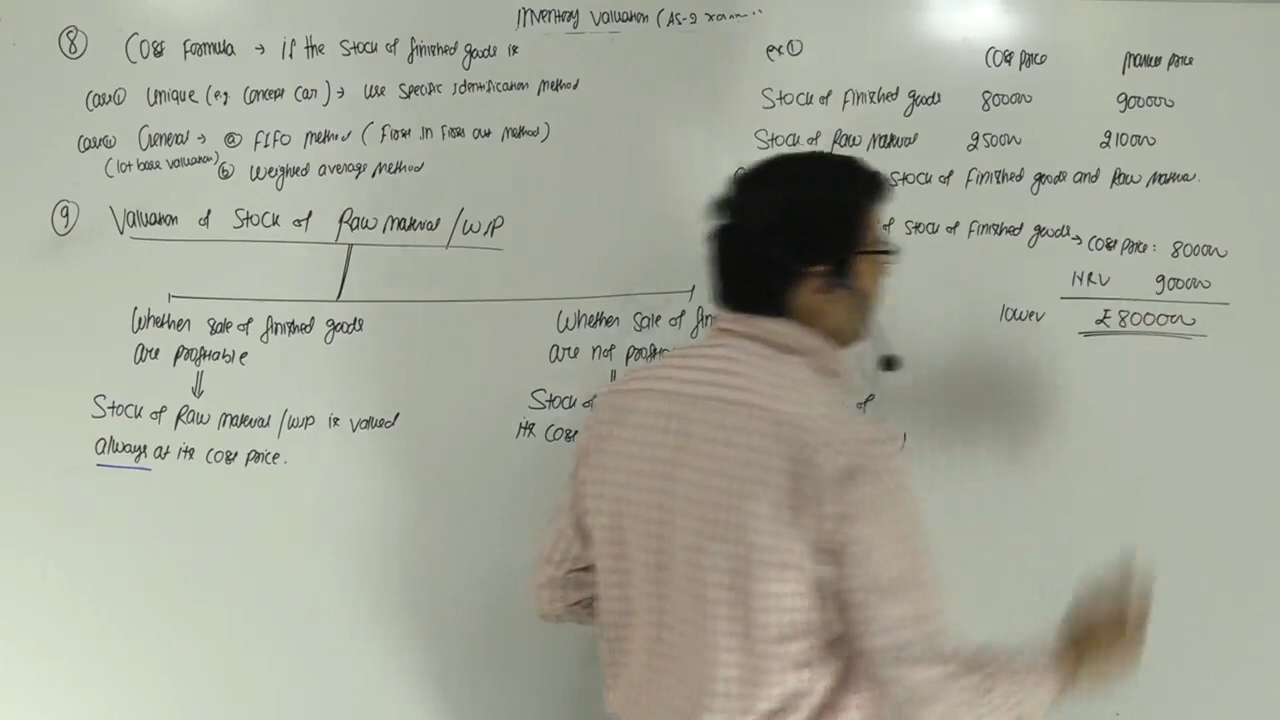 Inventory Valuation (AS-2
⑧ Cost Formula → if the Stock of finished goods is
Case① Unique (e.g Concept Car) → use Specific Identification Method
Case② General → ⓐ FIFO method (First in First out method)
(lot base valuation) ⓑ Weighted average Method
⑨ Valuation of Stock of Raw material / WIP
Whether sale of finished goods
are profitable
⇓
Stock of Raw material / WIP is valued
always at its cost price.
Whether sale of
are not
Stock of
its cost
of
ex①
Cost price Market price
Stock of finished goods 80000 90000
Stock of Raw Material 25000 21000
Stock of finished goods and Raw
of Stock of finished goods → Cost price: 80000
NRV 90000
lower 80000